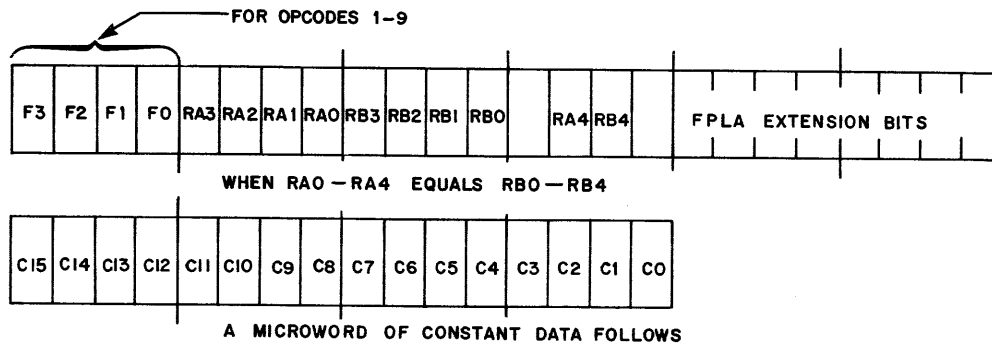 FOR OPCODES 1-9
F3 F2 F1 F0 RA3 RA2 RA1 RA0 RB3 RB2 RB1 RB0 RA4 RB4 FPLA EXTENSION BITS
WHEN RA0-RA4 EQUALS RB0-RB4
C15 C14 C13 C12 C11 C10 C9 C8 C7 C6 C5 C4 C3 C2 C1 C0
A MICROWORD OF CONSTANT DATA FOLLOWS